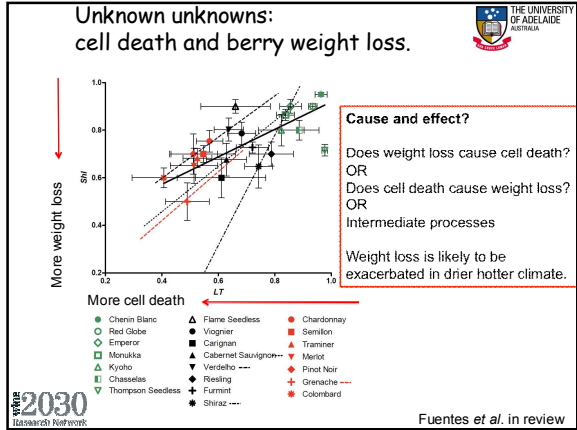 Unknown unknowns:
cell death and berry weight loss.
THE UNIVERSITY
OF ADELAIDE
AUSTRALIA
More weight loss
ShI
1.0
0.8
0.6
0.4
0.2
0.2
0.4
0.6
0.8
1.0
LT
More cell death
Cause and effect?
Does weight loss cause cell death?
OR
Does cell death cause weight loss?
OR
Intermediate processes
Weight loss is likely to be
exacerbated in drier hotter climate.
Chenin Blanc
Red Globe
Emperor
Monukka
Kyoho
Chasselas
Thompson Seedless
Flame Seedless
Viognier
Carignan
Cabernet Sauvignon
Verdelho
Riesling
Furmint
Shiraz
Chardonnay
Semillon
Traminer
Merlot
Pinot Noir
Grenache
Colombard
wine
2030
Research Network
Fuentes et al. in review